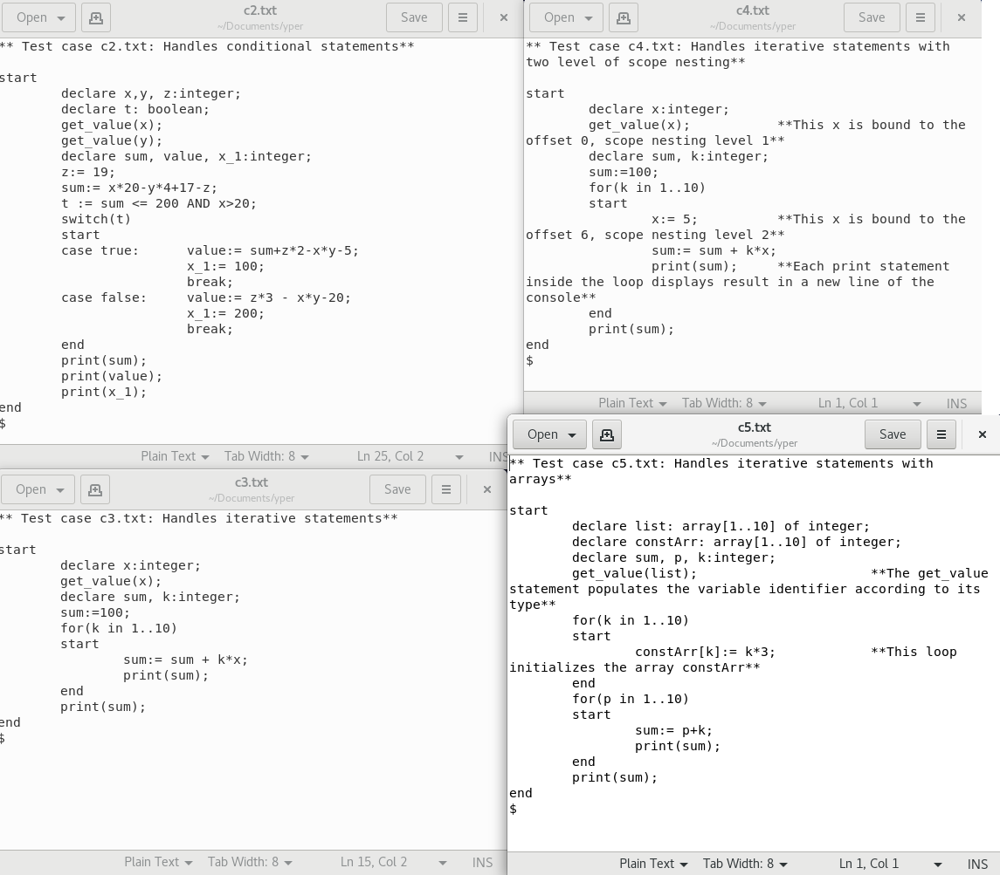 Open
c2.txt
~/Documents/yper
Save
** Test case c2.txt: Handles conditional statements**
start
declare x,y, z:integer;
declare t: boolean;
get_value(x);
get_value(y);
declare sum, value, x_1:integer;
z:= 19;
sum:= x*20-y*4+17-z;
t := sum <= 200 AND x>20;
switch(t)
start
case true:      value:= sum+z*2-x*y-5;
x_1:= 100;
break;
case false:     value:= z*3 - x*y-20;
x_1:= 200;
break;
end
print(sum);
print(value);
print(x_1);
end
$
Plain Text  Tab Width: 8  Ln 25, Col 2  INS
Open
c4.txt
~/Documents/yper
Save
** Test case c4.txt: Handles iterative statements with
two level of scope nesting**
start
declare x:integer;
get_value(x);           **This x is bound to the
offset 0, scope nesting level 1**
declare sum, k:integer;
sum:=100;
for(k in 1..10)
start
x:= 5;          **This x is bound to the
offset 6, scope nesting level 2**
sum:= sum + k*x;
print(sum);     **Each print statement
inside the loop displays result in a new line of the
console**
end
print(sum);
end
$
Plain Text  Tab Width: 8  Ln 1, Col 1  INS
Open
c3.txt
~/Documents/yper
Save
** Test case c3.txt: Handles iterative statements**
start
declare x:integer;
get_value(x);
declare sum, k:integer;
sum:=100;
for(k in 1..10)
start
sum:= sum + k*x;
print(sum);
end
print(sum);
end
$
Plain Text  Tab Width: 8  Ln 15, Col 2  INS
Open
c5.txt
~/Documents/yper
Save
** Test case c5.txt: Handles iterative statements with
arrays**
start
declare list: array[1..10] of integer;
declare constArr: array[1..10] of integer;
declare sum, p, k:integer;
get_value(list);                      **The get_value
statement populates the variable identifier according to its
type**
for(k in 1..10)
start
constArr[k]:= k*3;            **This loop
initializes the array constArr**
end
for(p in 1..10)
start
sum:= p+k;
print(sum);
end
print(sum);
end
$
Plain Text  Tab Width: 8  Ln 1, Col 1  INS